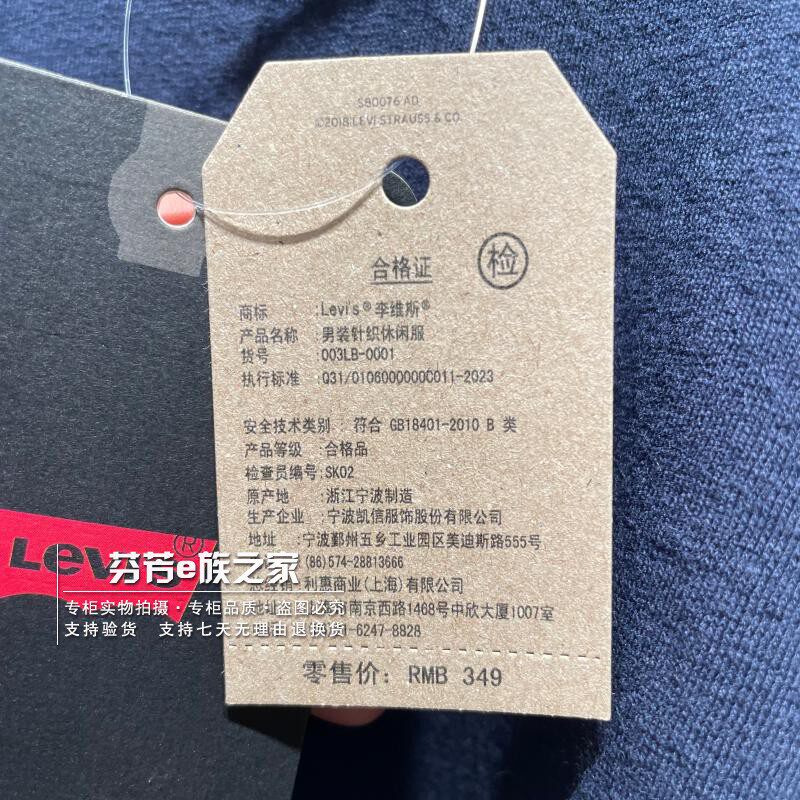 S80076 AD
©2018 LEVI STRAUSS & CO.
合格证 检
商标 :Levi's®李维斯®
产品名称 :男装针织休闲服
货号 :003LB-0001
执行标准 :Q31/0106000000C011-2023
安全技术类别 : 符合 GB18401-2010 B 类
产品等级 :合格品
检查员编号:SK02
原产地 :浙江宁波制造
生产企业 :宁波凯信服饰股份有限公司
地址 :宁波鄞州五乡工业园区美迪斯路555号
(86)574-28813666
总经销:利惠商业(上海)有限公司
南京西路1468号中欣大厦1007室
-6247-8828
零售价: RMB 349
Levi ®
芬芳e族之家
专柜实物拍摄·专柜品质·盗图必究
支持验货 支持七天无理由退换货